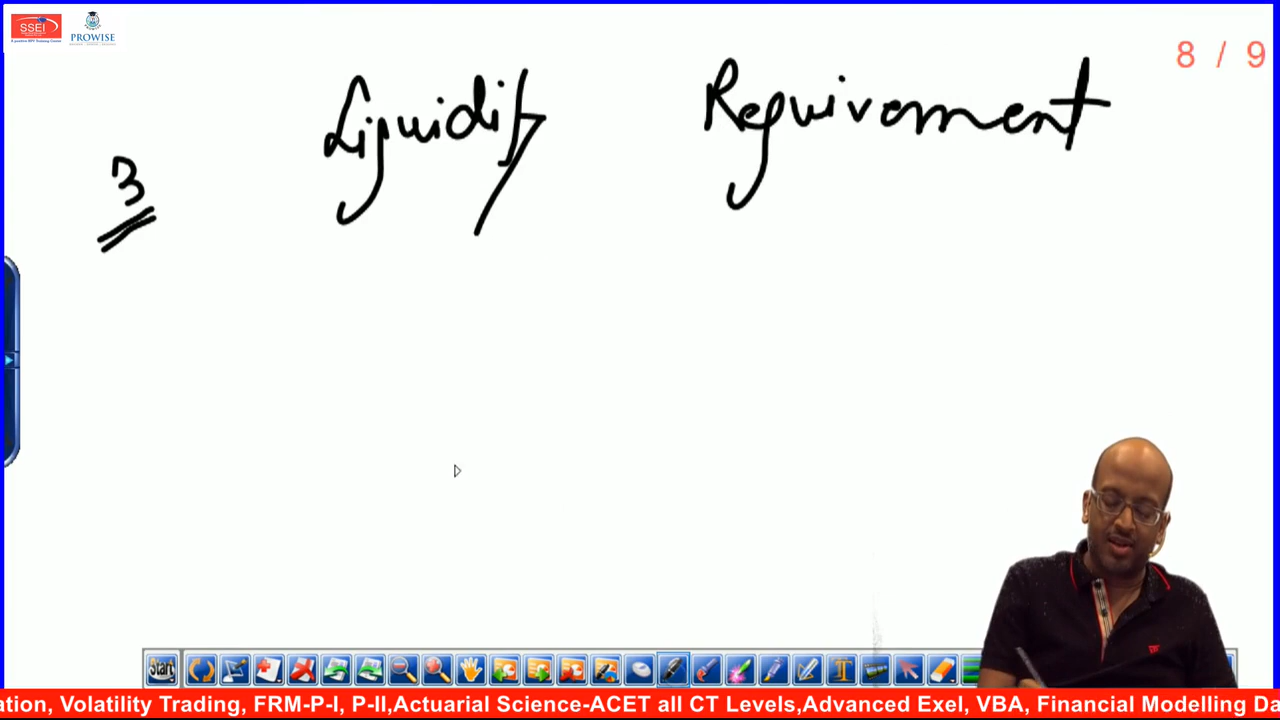 SSEI
PROWISE
8 / 9
Liquidity Requirement
3
Start
ation, Volatility Trading, FRM-P-I, P-II,Actuarial Science-ACET all CT Levels,Advanced Exel, VBA, Financial Modelling Da